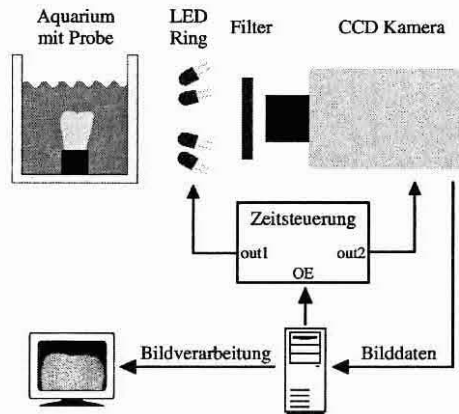 Aquarium
mit Probe
LED
Ring
Filter
CCD Kamera
Zeitsteuerung
out1
out2
OE
Bildverarbeitung
Bilddaten